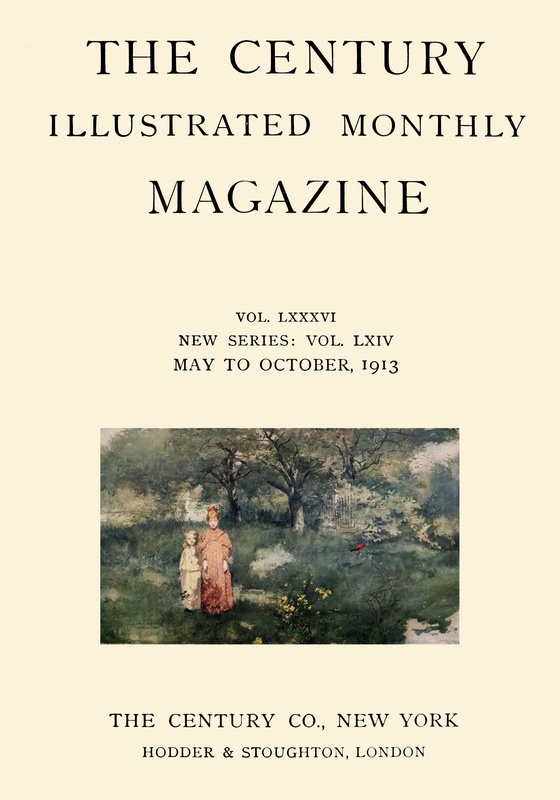 THE CENTURY
ILLUSTRATED MONTHLY
MAGAZINE
VOL. LXXXVI
NEW SERIES: VOL. LXIV
MAY TO OCTOBER, 1913
THE CENTURY CO., NEW YORK
HODDER & STOUGHTON, LONDON